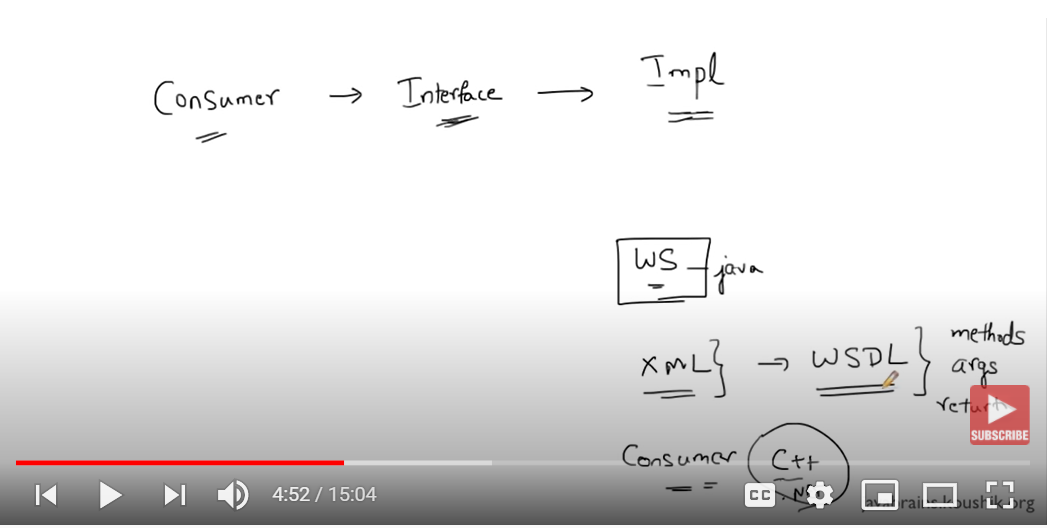 Consumer → Interface → Impl
WS – java
XML } → WSDL } methods
args
return
SUBSCRIBE
Consumer C++
4:52 / 15:04
CC
javabrains.koushik.org